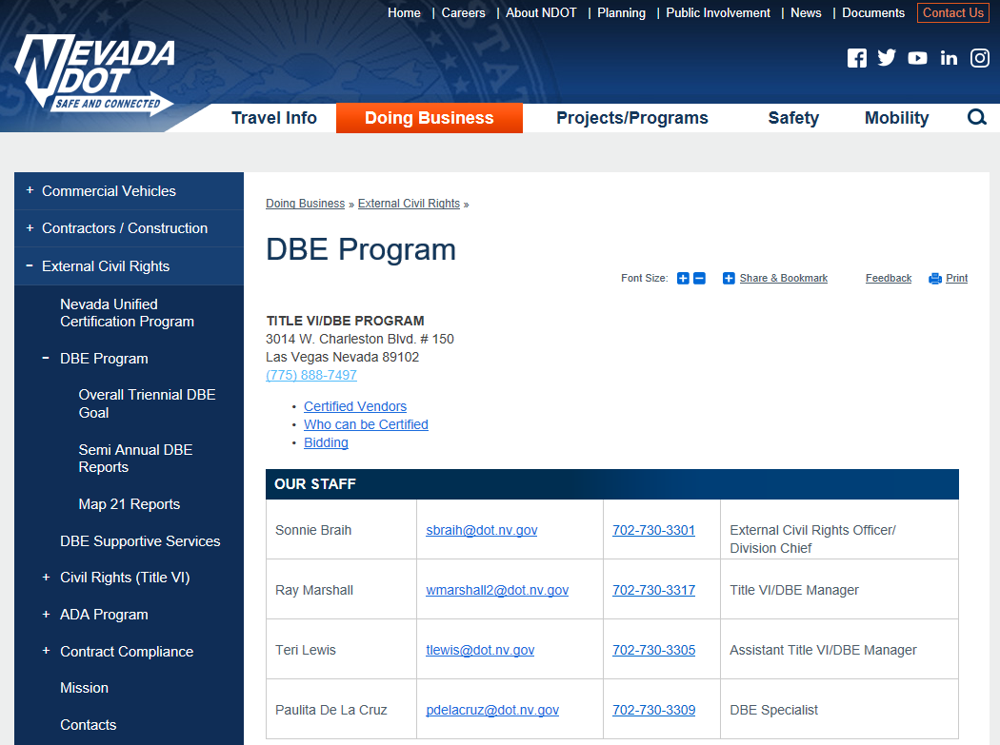 Home | Careers | About NDOT | Planning | Public Involvement | News | Documents Contact Us
NEVADA
DOT
SAFE AND CONNECTED
Travel Info Doing Business Projects/Programs Safety Mobility
+ Commercial Vehicles
+ Contractors / Construction
− External Civil Rights
Nevada Unified
Certification Program
− DBE Program
Overall Triennial DBE
Goal
Semi Annual DBE
Reports
Map 21 Reports
DBE Supportive Services
+ Civil Rights (Title VI)
+ ADA Program
+ Contract Compliance
Mission
Contacts
Doing Business » External Civil Rights »
DBE Program
Font Size: + − + Share & Bookmark Feedback Print
TITLE VI/DBE PROGRAM
3014 W. Charleston Blvd. # 150
Las Vegas Nevada 89102
(775) 888-7497
• Certified Vendors
• Who can be Certified
• Bidding
OUR STAFF
Sonnie Braih sbraih@dot.nv.gov 702-730-3301 External Civil Rights Officer/
Division Chief
Ray Marshall wmarshall2@dot.nv.gov 702-730-3317 Title VI/DBE Manager
Teri Lewis tlewis@dot.nv.gov 702-730-3305 Assistant Title VI/DBE Manager
Paulita De La Cruz pdelacruz@dot.nv.gov 702-730-3309 DBE Specialist